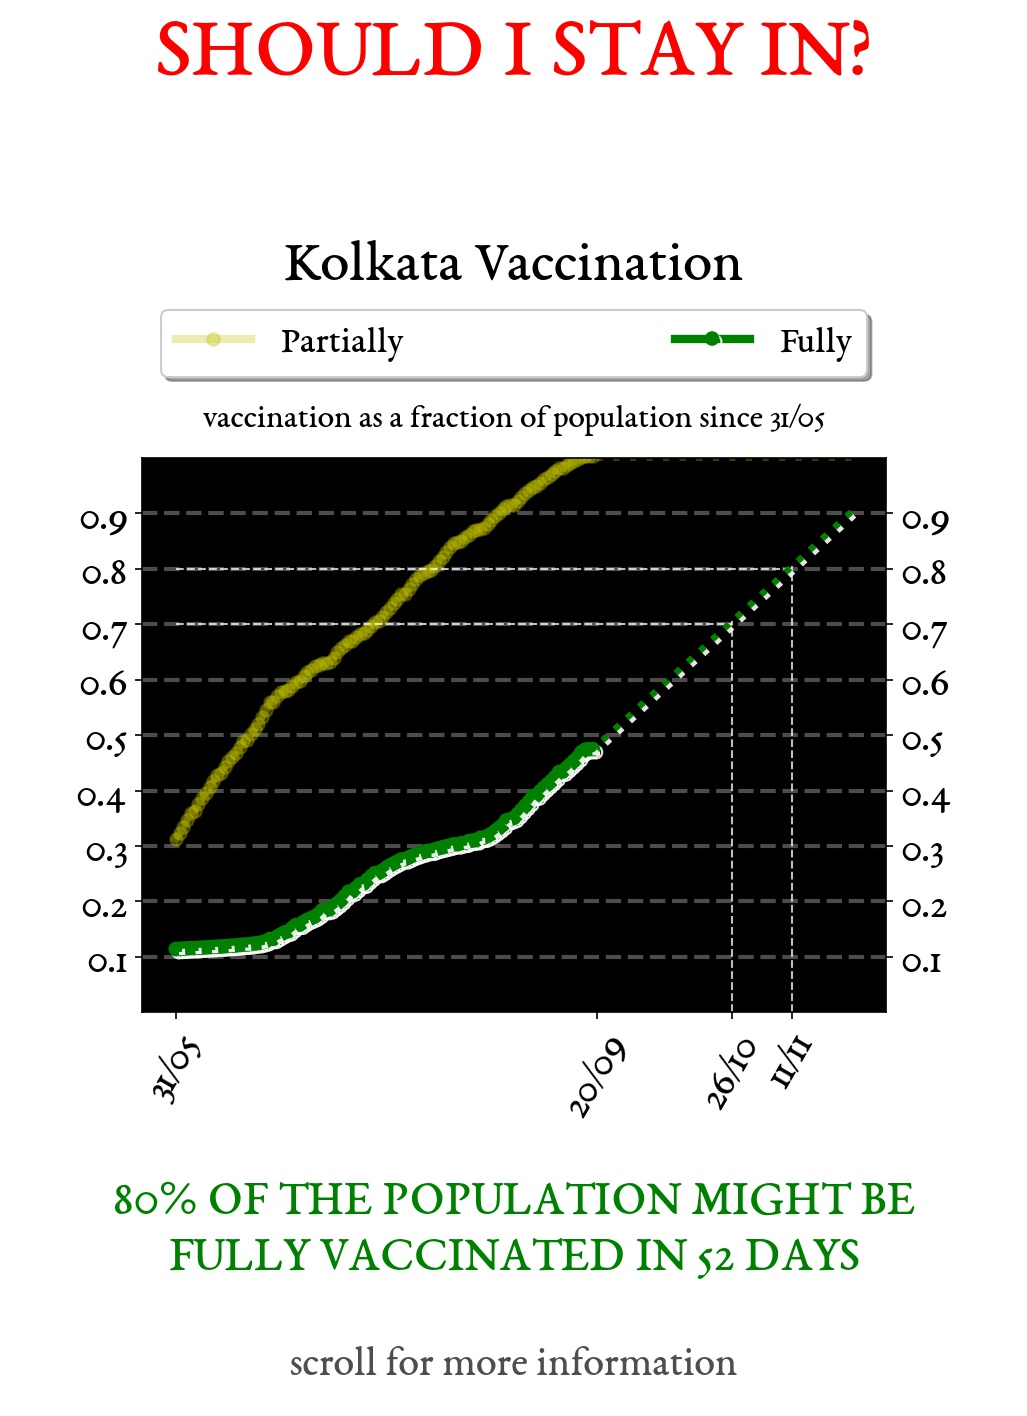 SHOULD I STAY IN?
Kolkata Vaccination
Partially Fully
vaccination as a fraction of population since 31/05
0.9 0.9
0.8 0.8
0.7 0.7
0.6 0.6
0.5 0.5
0.4 0.4
0.3 0.3
0.2 0.2
0.1 0.1
31/05 20/09 26/10 11/11
80% OF THE POPULATION MIGHT BE
FULLY VACCINATED IN 52 DAYS
scroll for more information